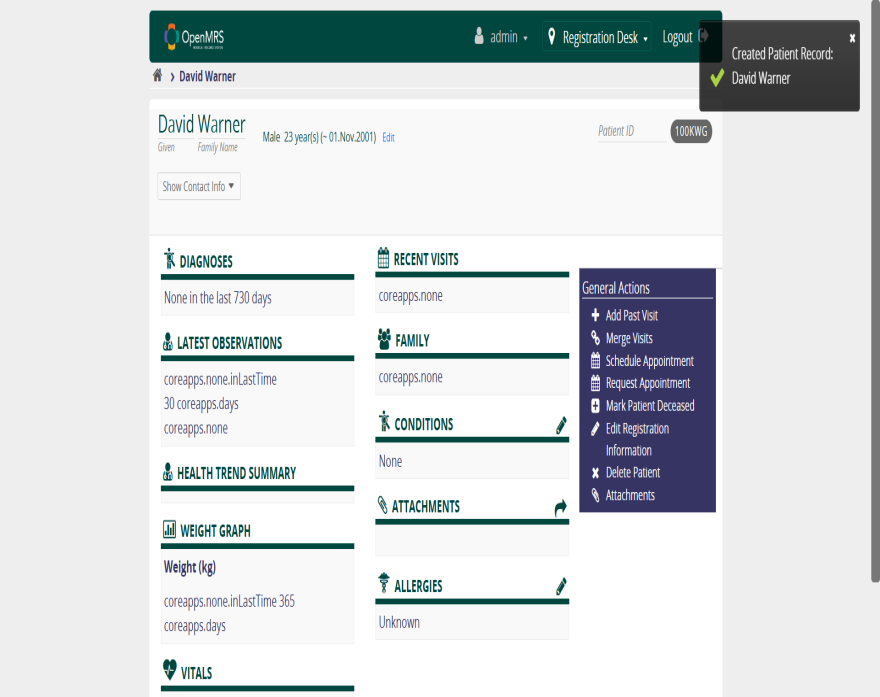 OpenMRS
admin
Registration Desk
Logout
Created Patient Record:
David Warner
David Warner
David Warner
Given
Family Name
Male 23 year(s) (~ 01.Nov.2001) Edit
Patient ID
100KWG
Show Contact Info
DIAGNOSES
None in the last 730 days
LATEST OBSERVATIONS
coreapps.none.inLastTime
30 coreapps.days
coreapps.none
HEALTH TREND SUMMARY
WEIGHT GRAPH
Weight (kg)
coreapps.none.inLastTime 365
coreapps.days
VITALS
RECENT VISITS
coreapps.none
FAMILY
coreapps.none
CONDITIONS
None
ATTACHMENTS
ALLERGIES
Unknown
General Actions
Add Past Visit
Merge Visits
Schedule Appointment
Request Appointment
Mark Patient Deceased
Edit Registration
Information
Delete Patient
Attachments